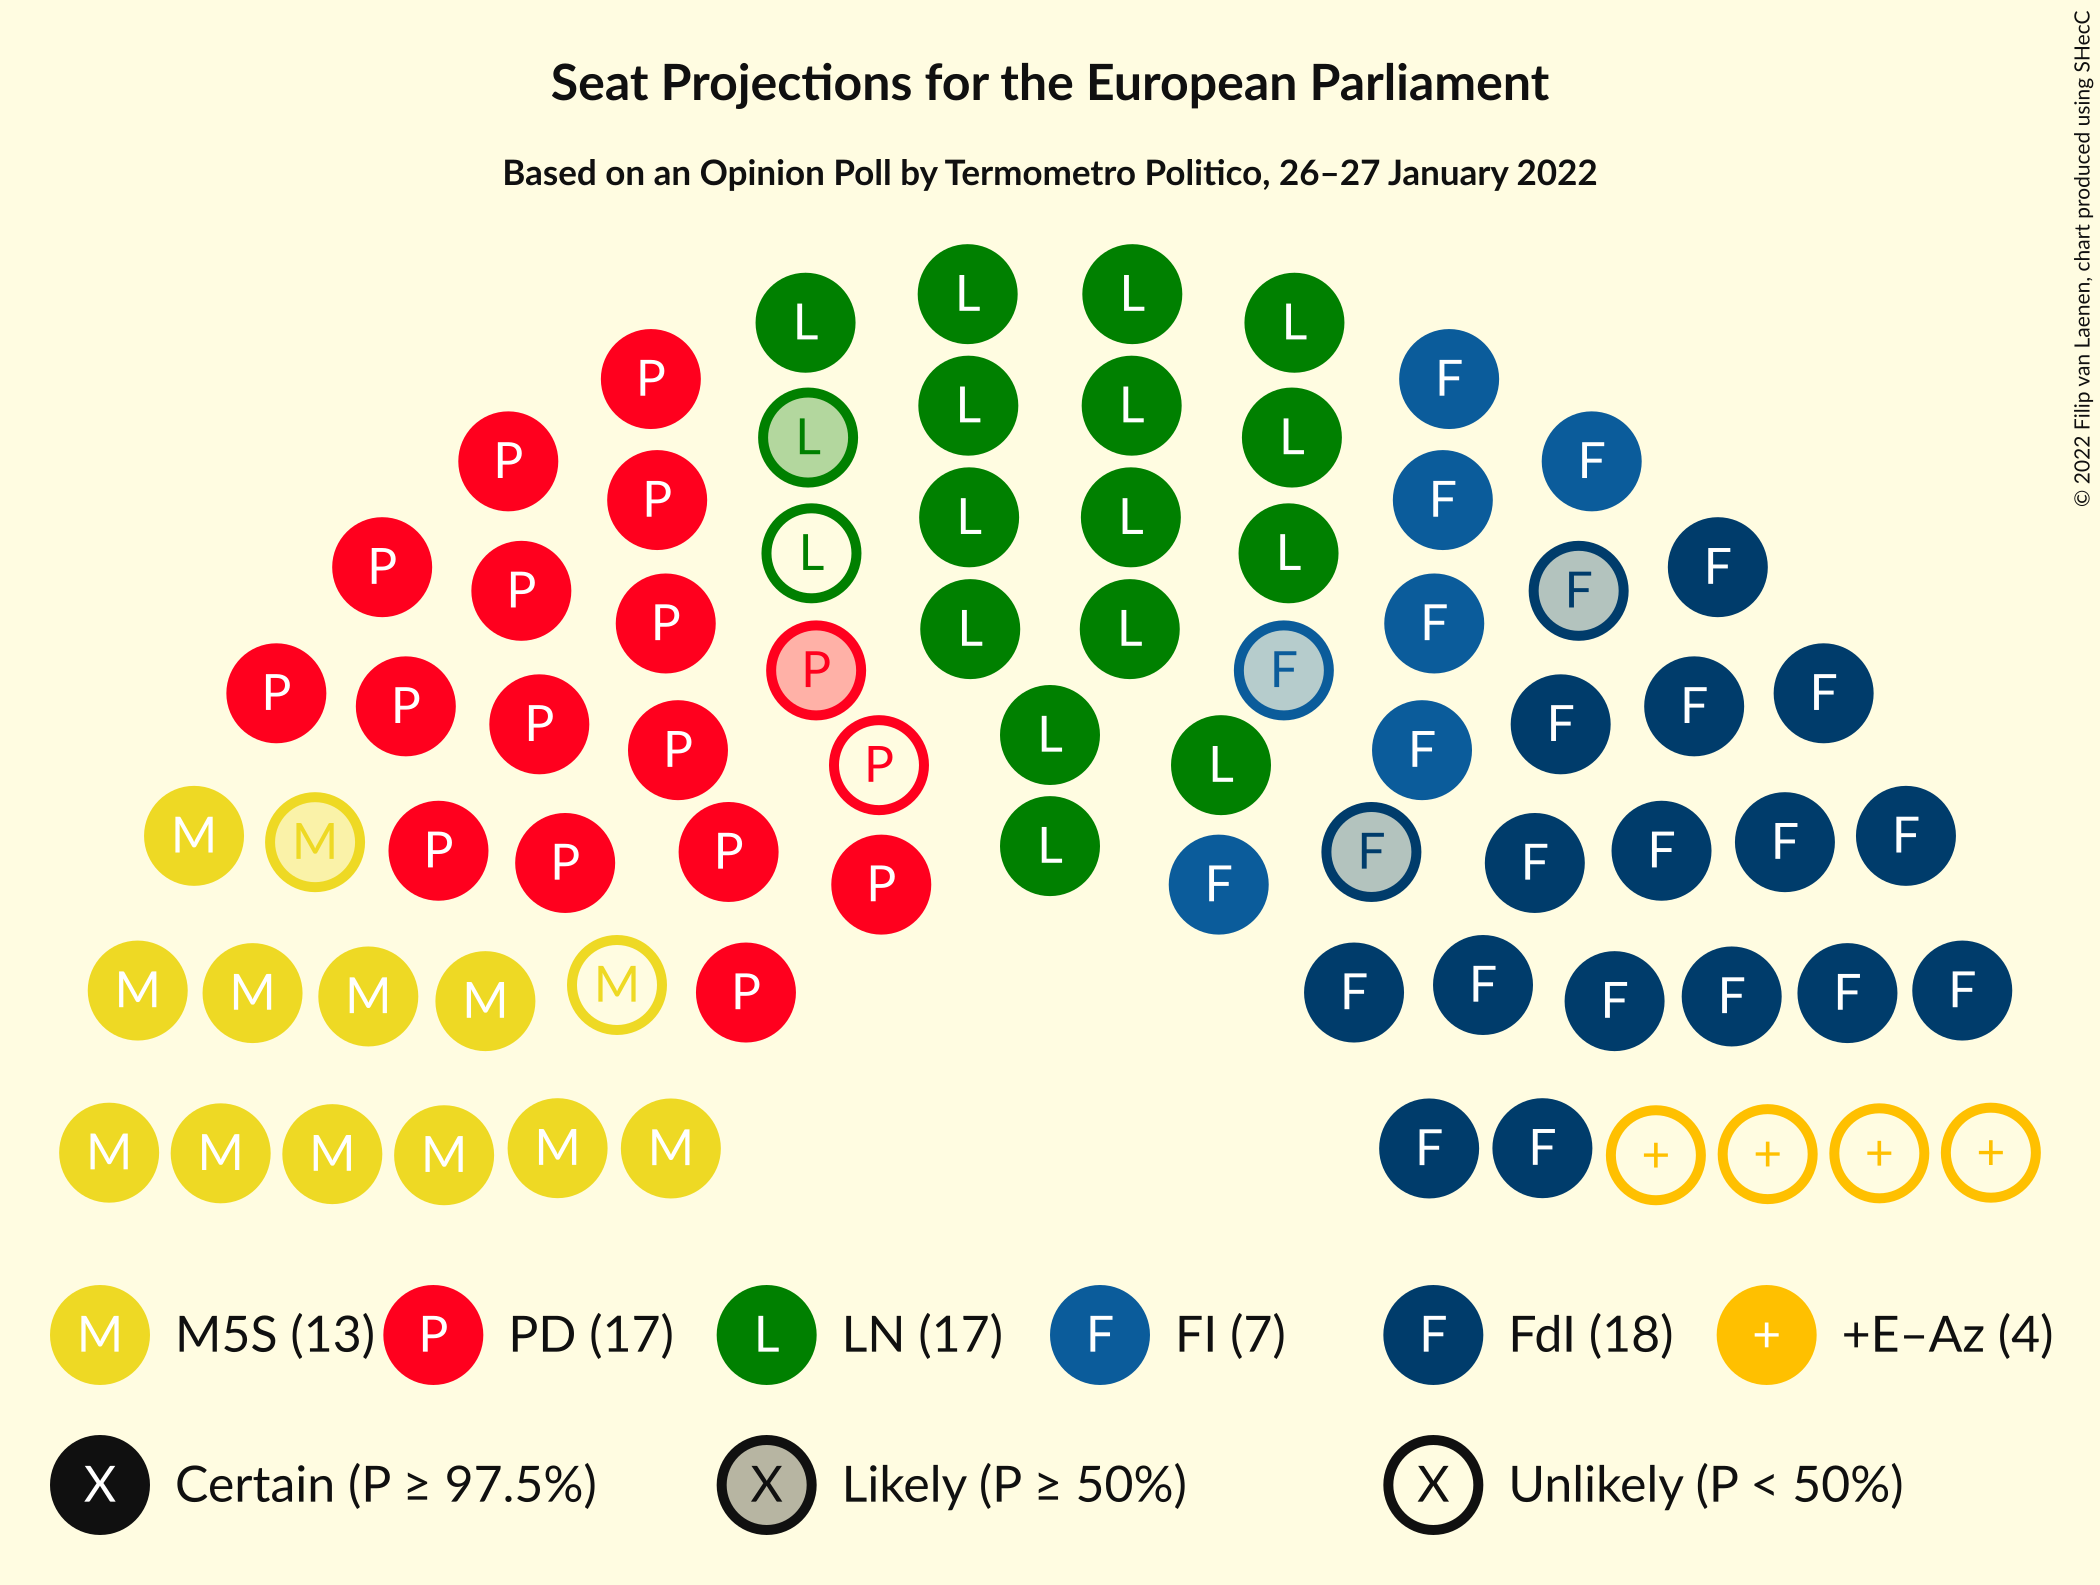 Seat Projections for the European Parliament
Based on an Opinion Poll by Termometro Politico, 26–27 January 2022
© 2022 Filip van Laenen, chart produced using SHecC
L L
L L
P F
L L
L L
P F
P F
L L
L L
P F
P F
P F
L L
P F
L L
P F
P F
P F
P F
P F
L
P F
P L
M F
M F
L
P F
P F
P F
P F
M F
P F
M F
M F
M F
M F
M F
M F
M F
M +
M +
M +
M +
M M5S (13) P PD (17) L LN (17) F FI (7) F FdI (18) + +E–Az (4)
X Certain (P ≥ 97.5%) X Likely (P ≥ 50%) X Unlikely (P < 50%)